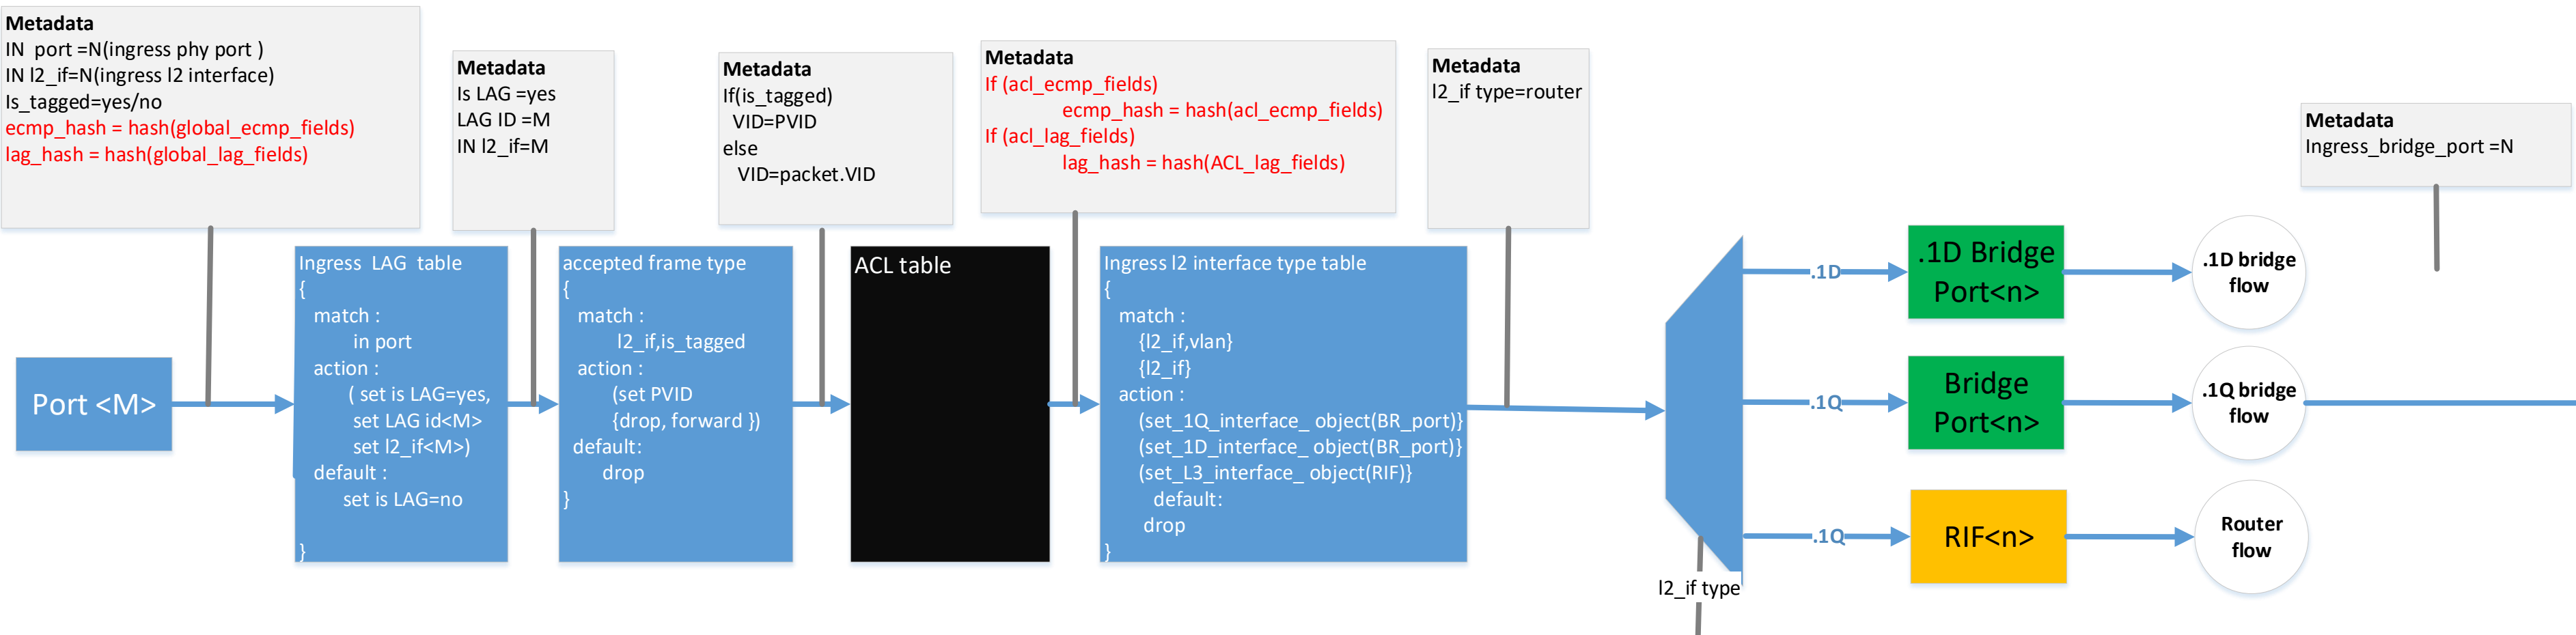 Metadata
IN  port =N(ingress phy port )
IN l2_if=N(ingress l2 interface)
Is_tagged=yes/no
ecmp_hash = hash(global_ecmp_fields)
lag_hash = hash(global_lag_fields)
Metadata
Is LAG =yes
LAG ID =M
IN l2_if=M
Metadata
If(is_tagged)
VID=PVID
else
VID=packet.VID
Metadata
If (acl_ecmp_fields)
ecmp_hash = hash(acl_ecmp_fields)
If (acl_lag_fields)
lag_hash = hash(ACL_lag_fields)
Metadata
l2_if type=router
Metadata
Ingress_bridge_port =N
Port <M>
Ingress  LAG  table
{
match :
in port
action :
( set is LAG=yes,
set LAG id<M>
set l2_if<M>)
default :
set is LAG=no
}
accepted frame type
{
match :
l2_if,is_tagged
action :
(set PVID
{drop, forward })
default:
drop
}
ACL table
Ingress l2 interface type table
{
match :
{l2_if,vlan}
{l2_if}
action :
(set_1Q_interface_ object(BR_port)}
(set_1D_interface_ object(BR_port)}
(set_L3_interface_ object(RIF)}
default:
drop
}
l2_if type
.1D
.1D Bridge
Port<n>
.1D bridge
flow
.1Q
Bridge
Port<n>
.1Q bridge
flow
.1Q
RIF<n>
Router
flow